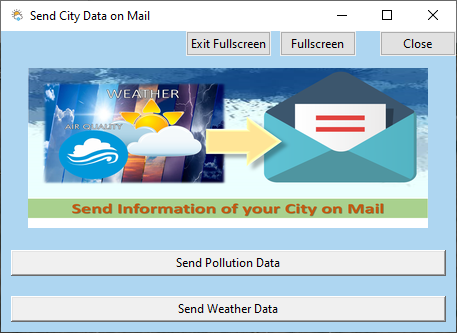 Send City Data on Mail
Exit Fullscreen Fullscreen Close
WEATHER
AIR QUALITY
Send Information of your City on Mail
Send Pollution Data
Send Weather Data